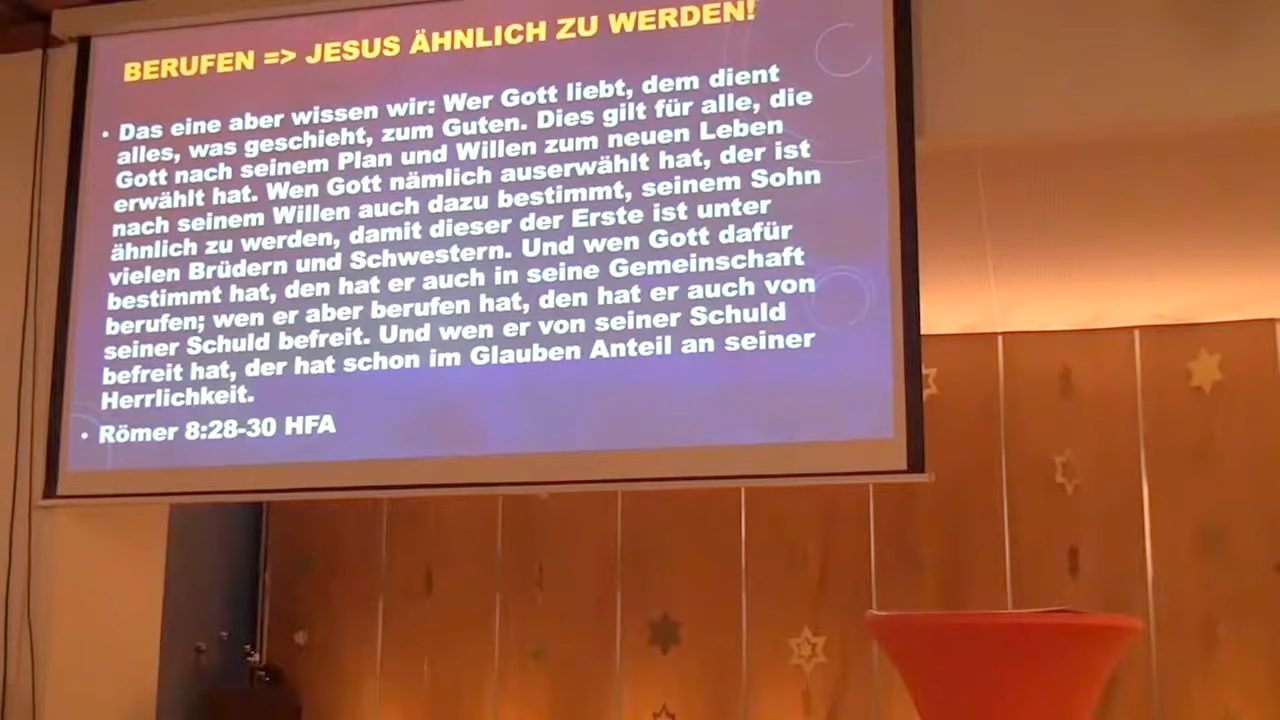 BERUFEN => JESUS ÄHNLICH ZU WERDEN!
• Das eine aber wissen wir: Wer Gott liebt, dem dient
alles, was geschieht, zum Guten. Dies gilt für alle, die
Gott nach seinem Plan und Willen zum neuen Leben
erwählt hat. Wen Gott nämlich auserwählt hat, der ist
nach seinem Willen auch dazu bestimmt, seinem Sohn
ähnlich zu werden, damit dieser der Erste ist unter
vielen Brüdern und Schwestern. Und wen Gott dafür
bestimmt hat, den hat er auch in seine Gemeinschaft
berufen; wen er aber berufen hat, den hat er auch von
seiner Schuld befreit. Und wen er von seiner Schuld
befreit hat, der hat schon im Glauben Anteil an seiner
Herrlichkeit.
• Römer 8:28-30 HFA